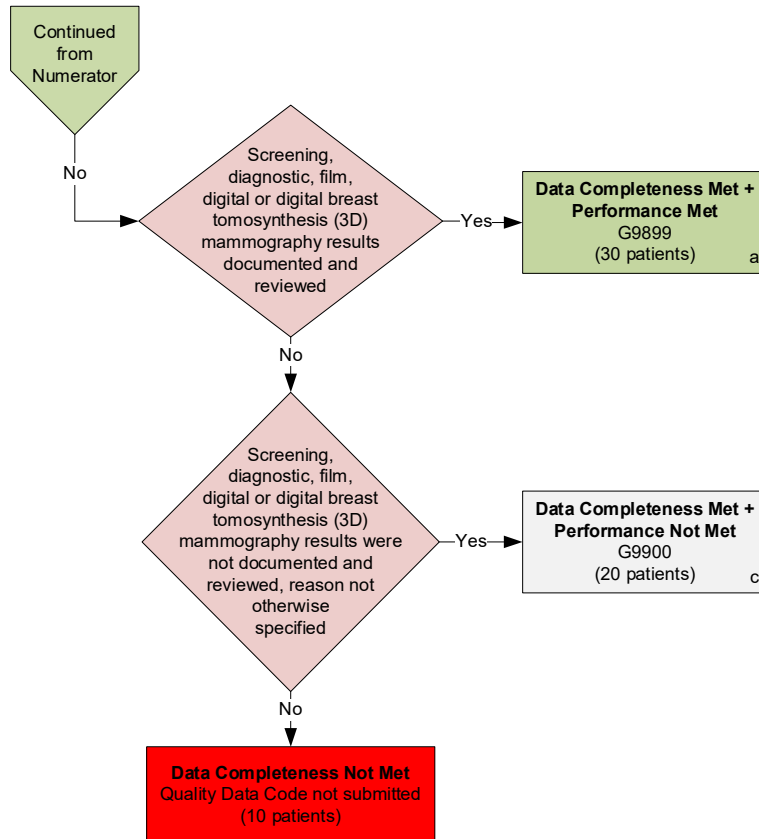 Continued
from
Numerator
No
Screening,
diagnostic, film,
digital or digital breast
tomosynthesis (3D)
mammography results
documented and
reviewed
Yes
Data Completeness Met +
Performance Met
G9899
(30 patients)
a
No
Screening,
diagnostic, film,
digital or digital breast
tomosynthesis (3D)
mammography results were
not documented and
reviewed, reason not
otherwise
specified
Yes
Data Completeness Met +
Performance Not Met
G9900
(20 patients)
c
No
Data Completeness Not Met
Quality Data Code not submitted
(10 patients)